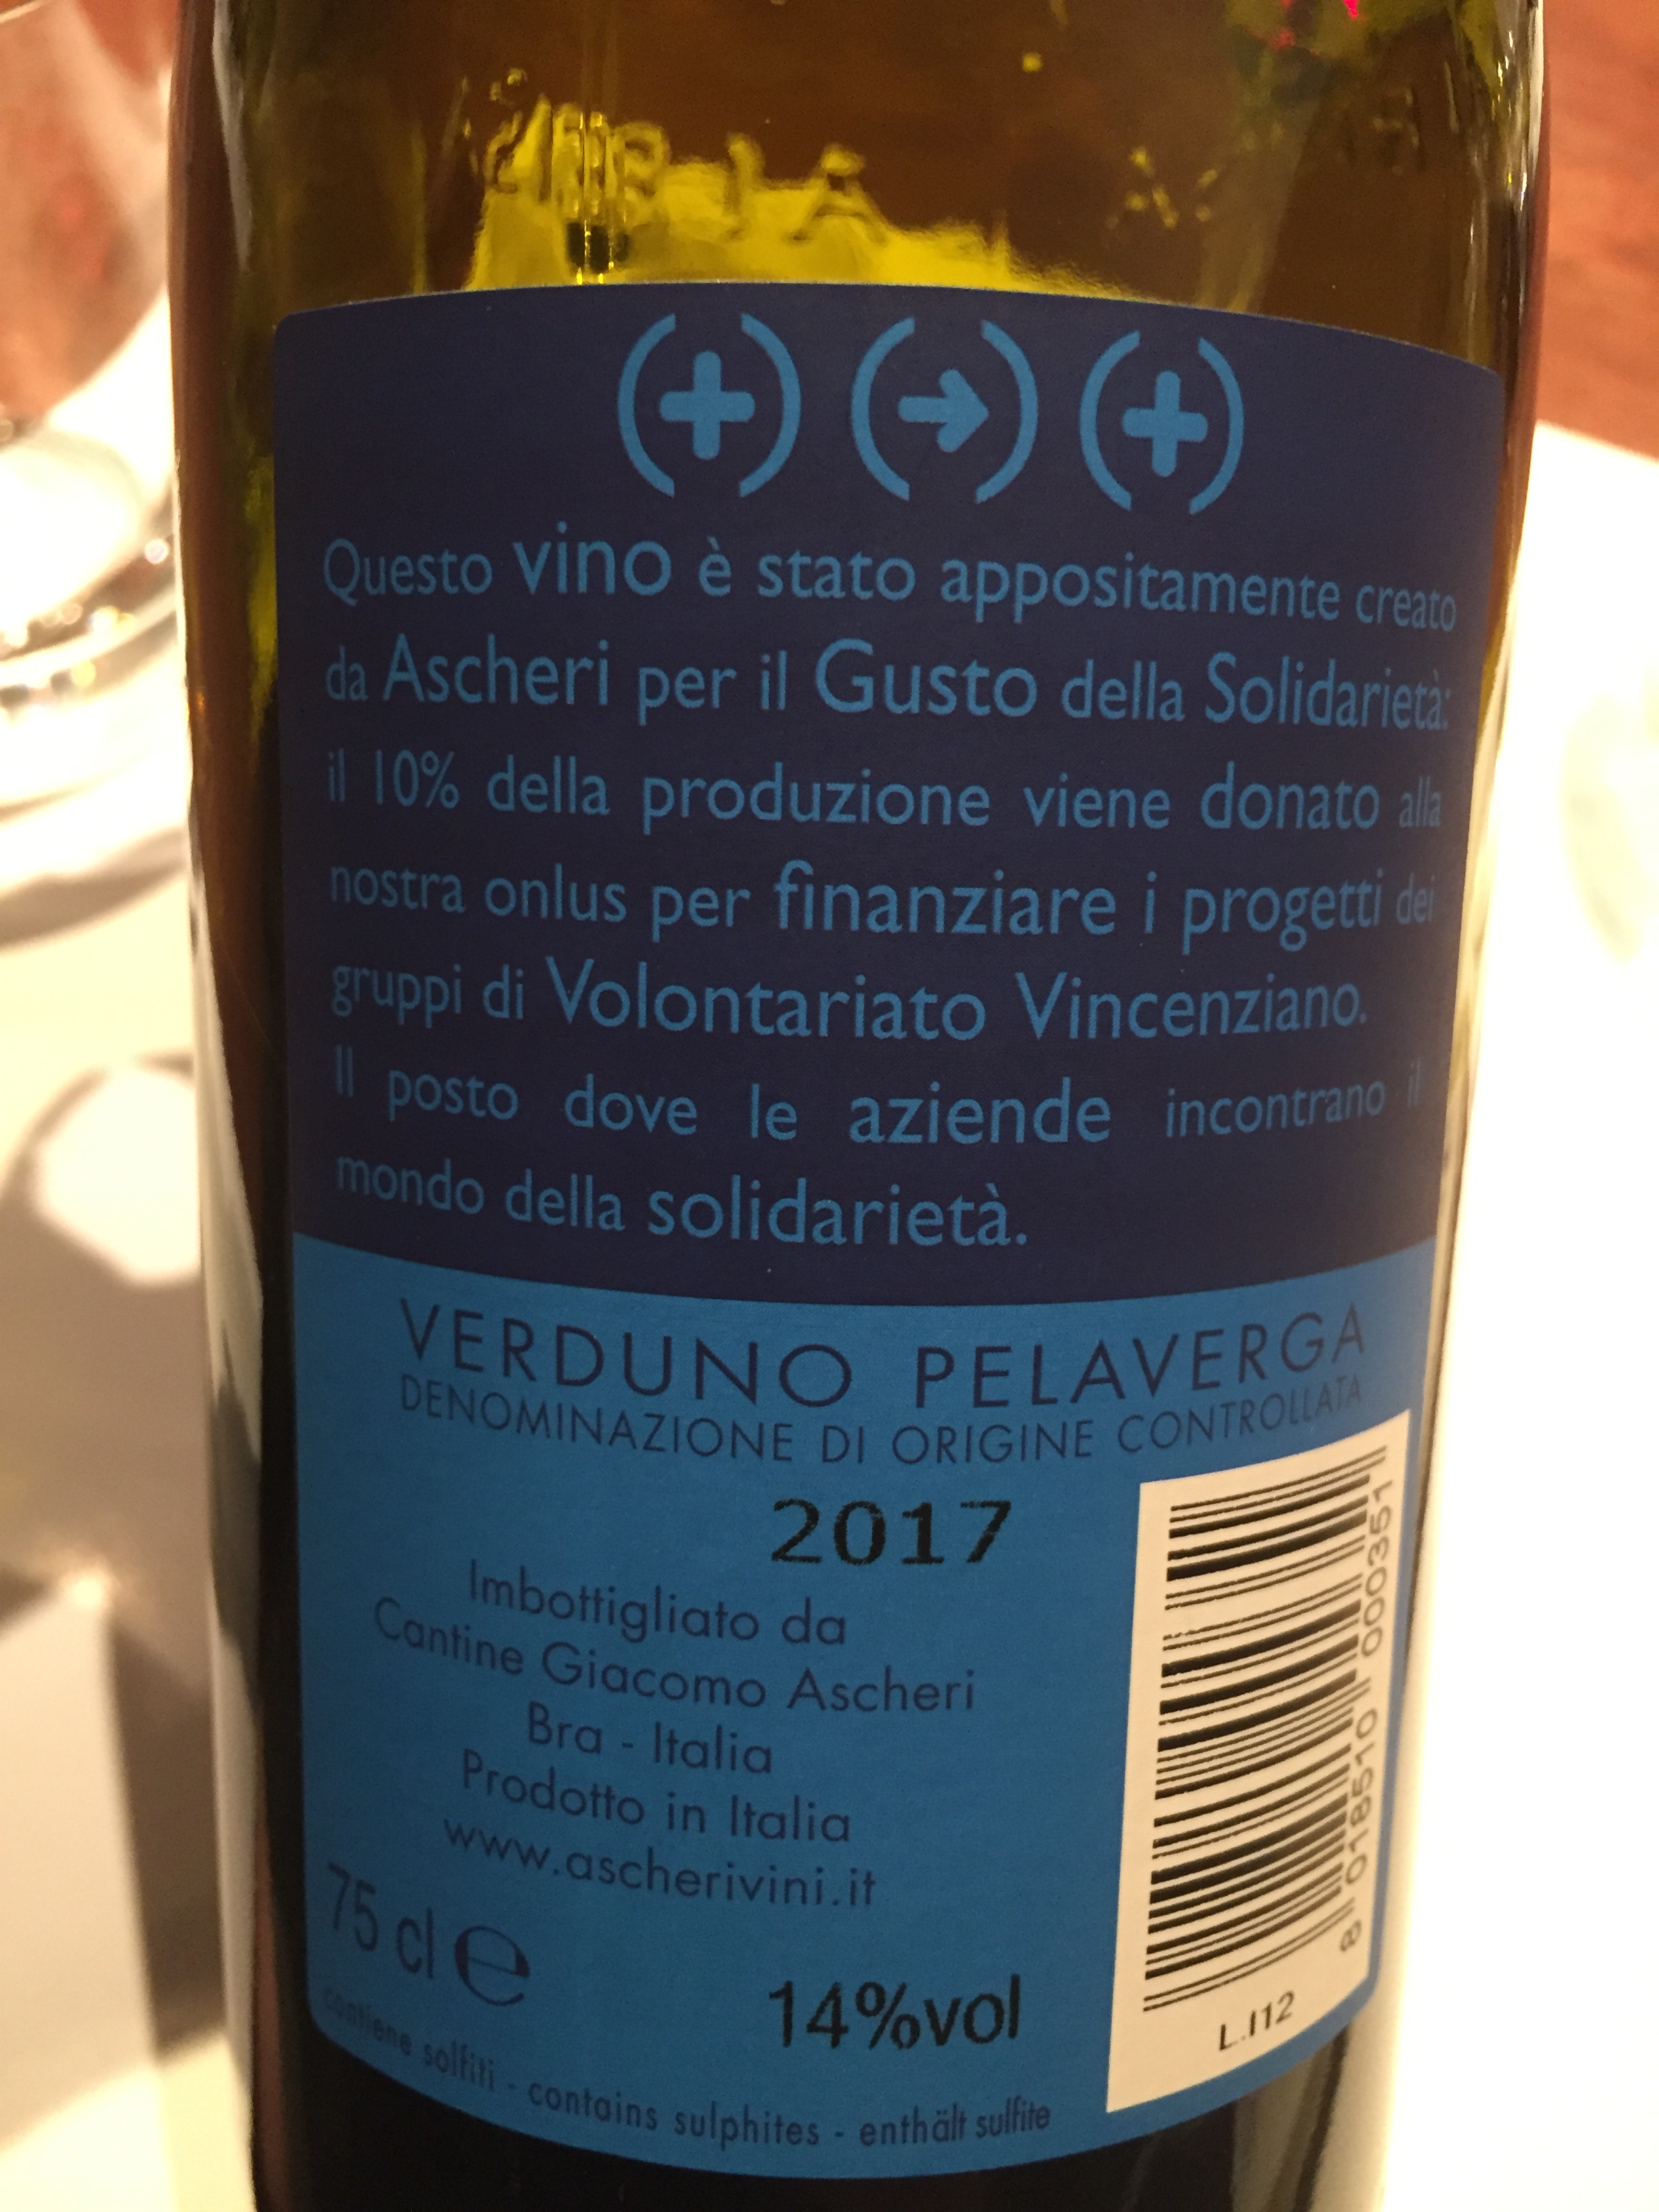 Questo vino è stato appositamente creato
da Ascheri per il Gusto della Solidarietà:
il 10% della produzione viene donato alla
nostra onlus per finanziare i progetti dei
gruppi di Volontariato Vincenziano.
Il posto dove le aziende incontrano il
mondo della solidarietà.
VERDUNO PELAVERGA
DENOMINAZIONE DI ORIGINE CONTROLLATA
2017
Imbottigliato da
Cantine Giacomo Ascheri
Bra - Italia
Prodotto in Italia
www.ascherivini.it
75 cl e
14%vol
contiene solfiti - contains sulphites - enthält sulfite
8 018510 000351
L.I12